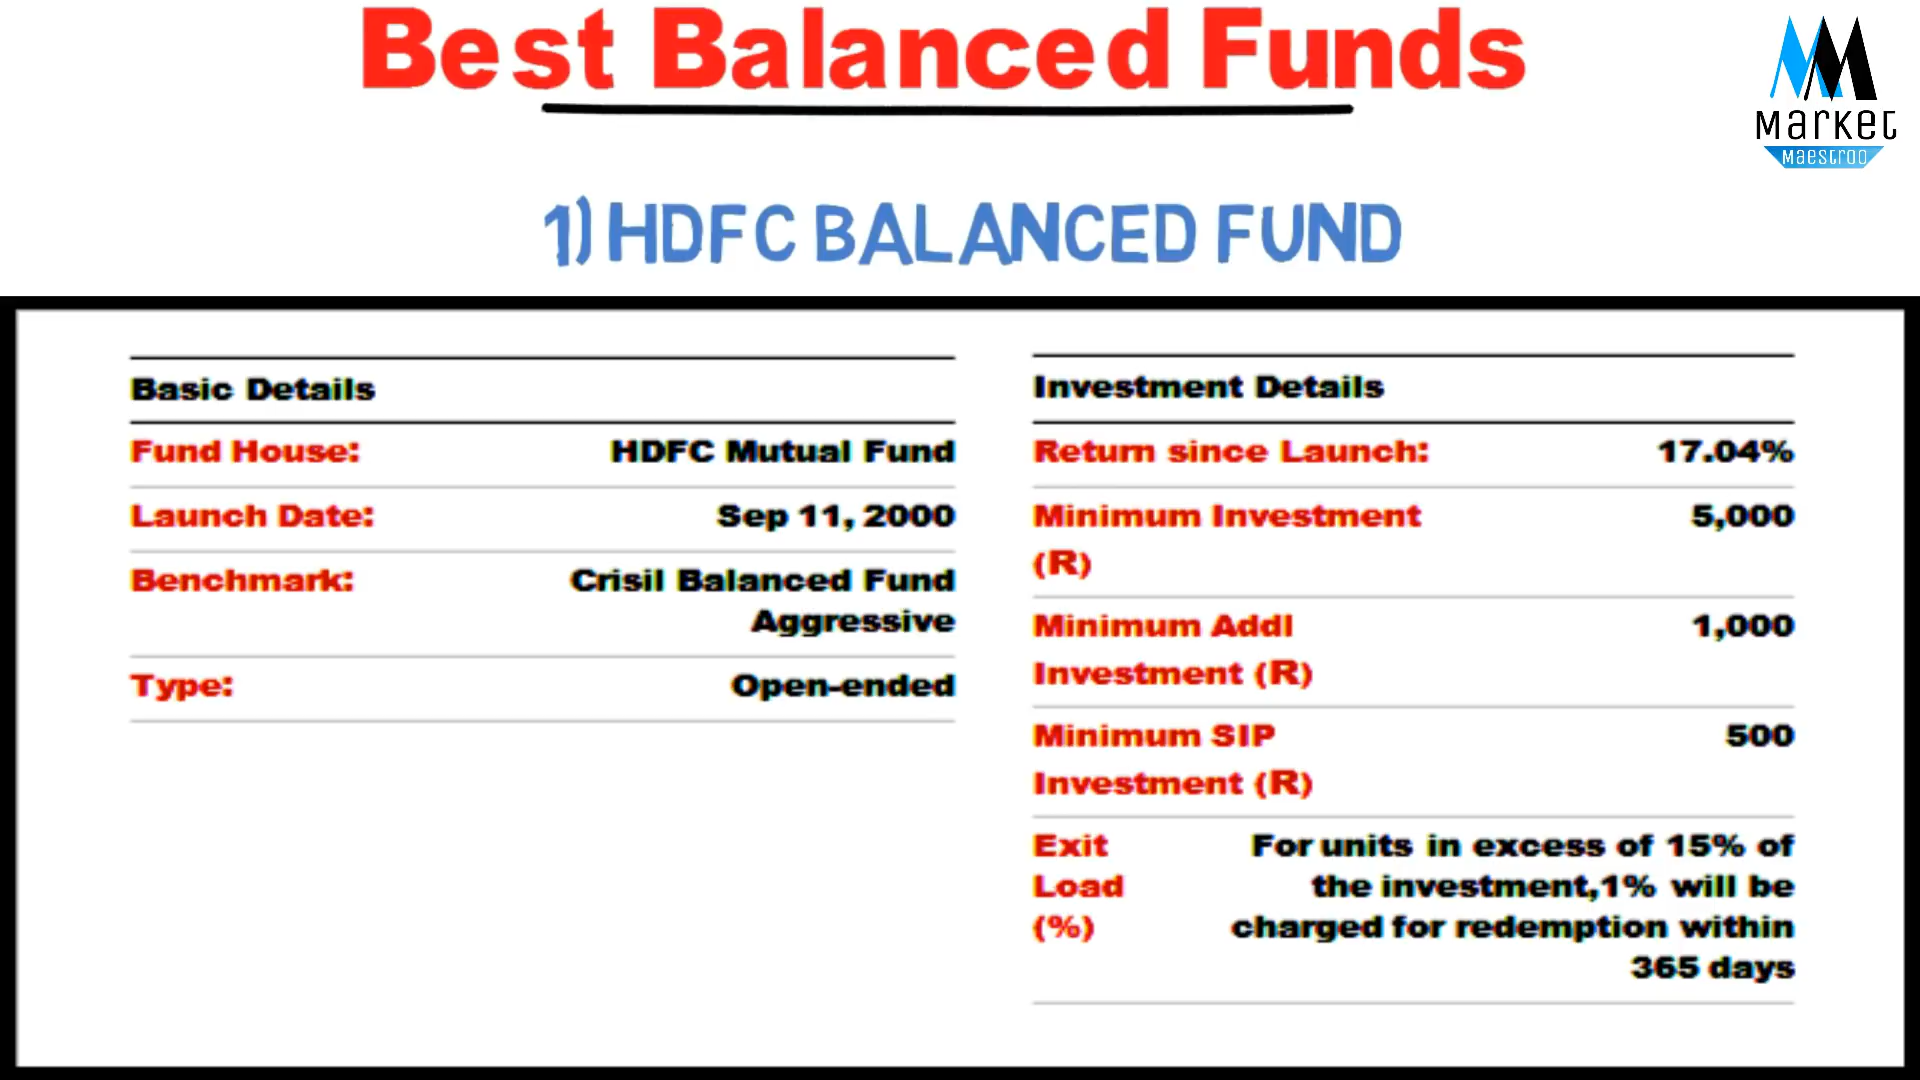 Best Balanced Funds
Market
Maestroo
1) HDFC BALANCED FUND
Basic Details
Fund House: HDFC Mutual Fund
Launch Date: Sep 11, 2000
Benchmark: Crisil Balanced Fund
Aggressive
Type: Open-ended
Investment Details
Return since Launch: 17.04%
Minimum Investment 5,000
(R)
Minimum Addl 1,000
Investment (R)
Minimum SIP 500
Investment (R)
Exit For units in excess of 15% of
Load the investment,1% will be
(%) charged for redemption within
365 days